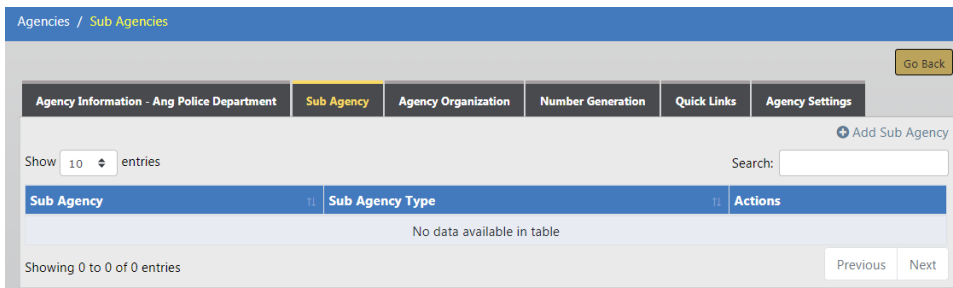 Agencies / Sub Agencies
Go Back
Agency Information - Ang Police Department Sub Agency Agency Organization Number Generation Quick Links Agency Settings
Add Sub Agency
Show 10 entries Search:
Sub Agency Sub Agency Type Actions
No data available in table
Showing 0 to 0 of 0 entries Previous Next